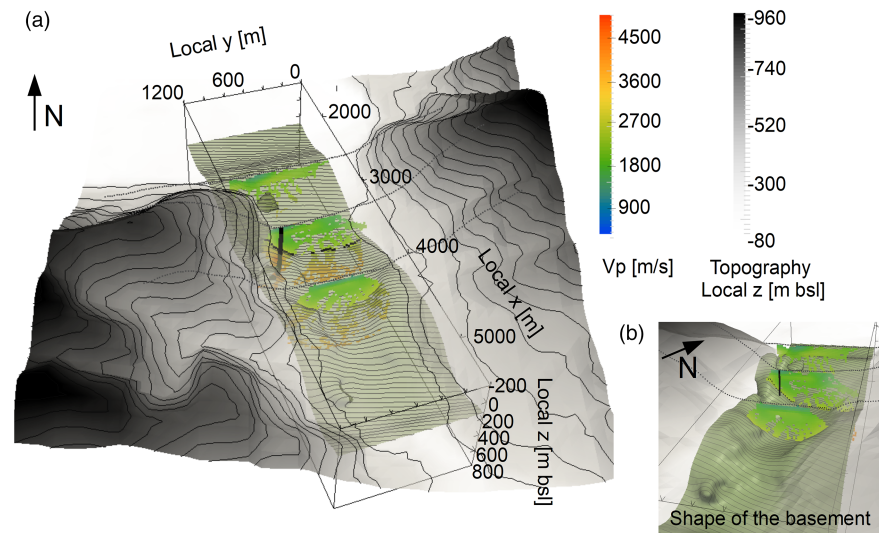 (a)
Local y [m]
1200
600
0
N
2000
3000
4000
5000
Local x [m]
-200
0
200
400
600
800
Local z [m bsl]
4500
3600
2700
1800
900
Vp [m/s]
-960
-740
-520
-300
-80
Topography
Local z [m bsl]
(b)
N
Shape of the basement